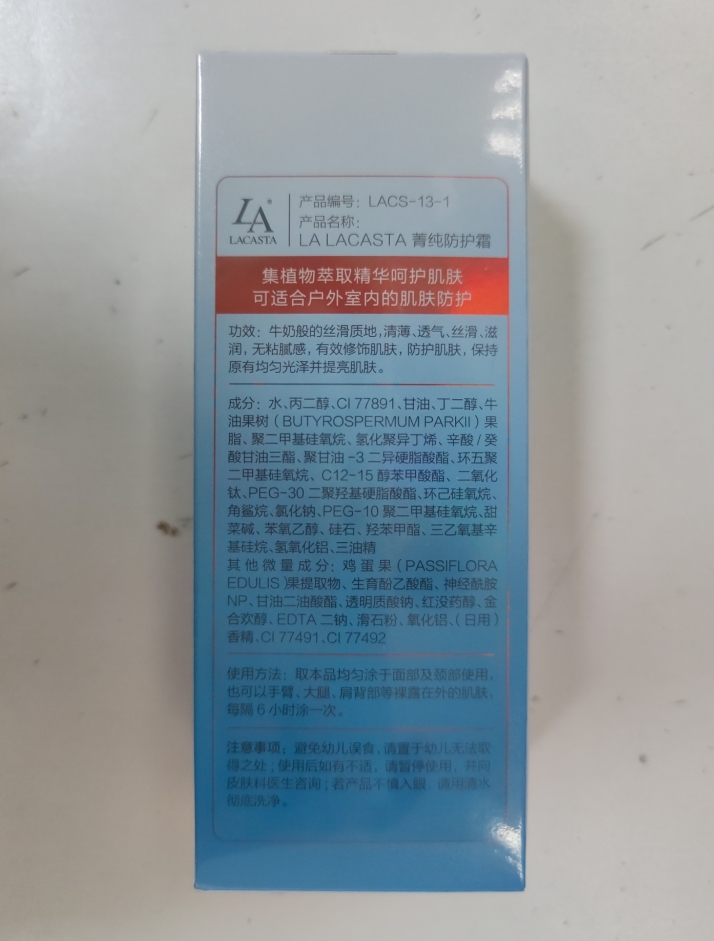 LA®
LACASTA
产品编号：LACS-13-1
产品名称：
LA LACASTA 菁纯防护霜
集植物萃取精华呵护肌肤
可适合户外室内的肌肤防护
功效：牛奶般的丝滑质地,清薄、透气、丝滑、滋
润，无粘腻感，有效修饰肌肤，防护肌肤，保持
原有均匀光泽并提亮肌肤。
成分：水、丙二醇、CI 77891、甘油、丁二醇、牛
油果树（BUTYROSPERMUM PARKII）果
脂、聚二甲基硅氧烷、氢化聚异丁烯、辛酸/癸
酸甘油三酯、聚甘油-3二异硬脂酸酯、环五聚
二甲基硅氧烷、C12-15醇苯甲酸酯、二氧化
钛、PEG-30二聚羟基硬脂酸酯、环己硅氧烷、
角鲨烷、氯化钠、PEG-10聚二甲基硅氧烷、甜
菜碱、苯氧乙醇、硅石、羟苯甲酯、三乙氧基辛
基硅烷、氢氧化铝、三油精
其他微量成分：鸡蛋果（PASSIFLORA
EDULIS)果提取物、生育酚乙酸酯、神经酰胺
NP、甘油二油酸酯、透明质酸钠、红没药醇、金
合欢醇、EDTA二钠、滑石粉、氧化铝、(日用)
香精、CI 77491、CI 77492
使用方法：取本品均匀涂于面部及颈部使用，
也可以手臂、大腿、肩背部等裸露在外的肌肤，
每隔6小时涂一次。
注意事项：避免幼儿误食,请置于幼儿无法取
得之处；使用后如有不适，请暂停使用，并向
皮肤科医生咨询；若产品不慎入眼，请用清水
彻底洗净。